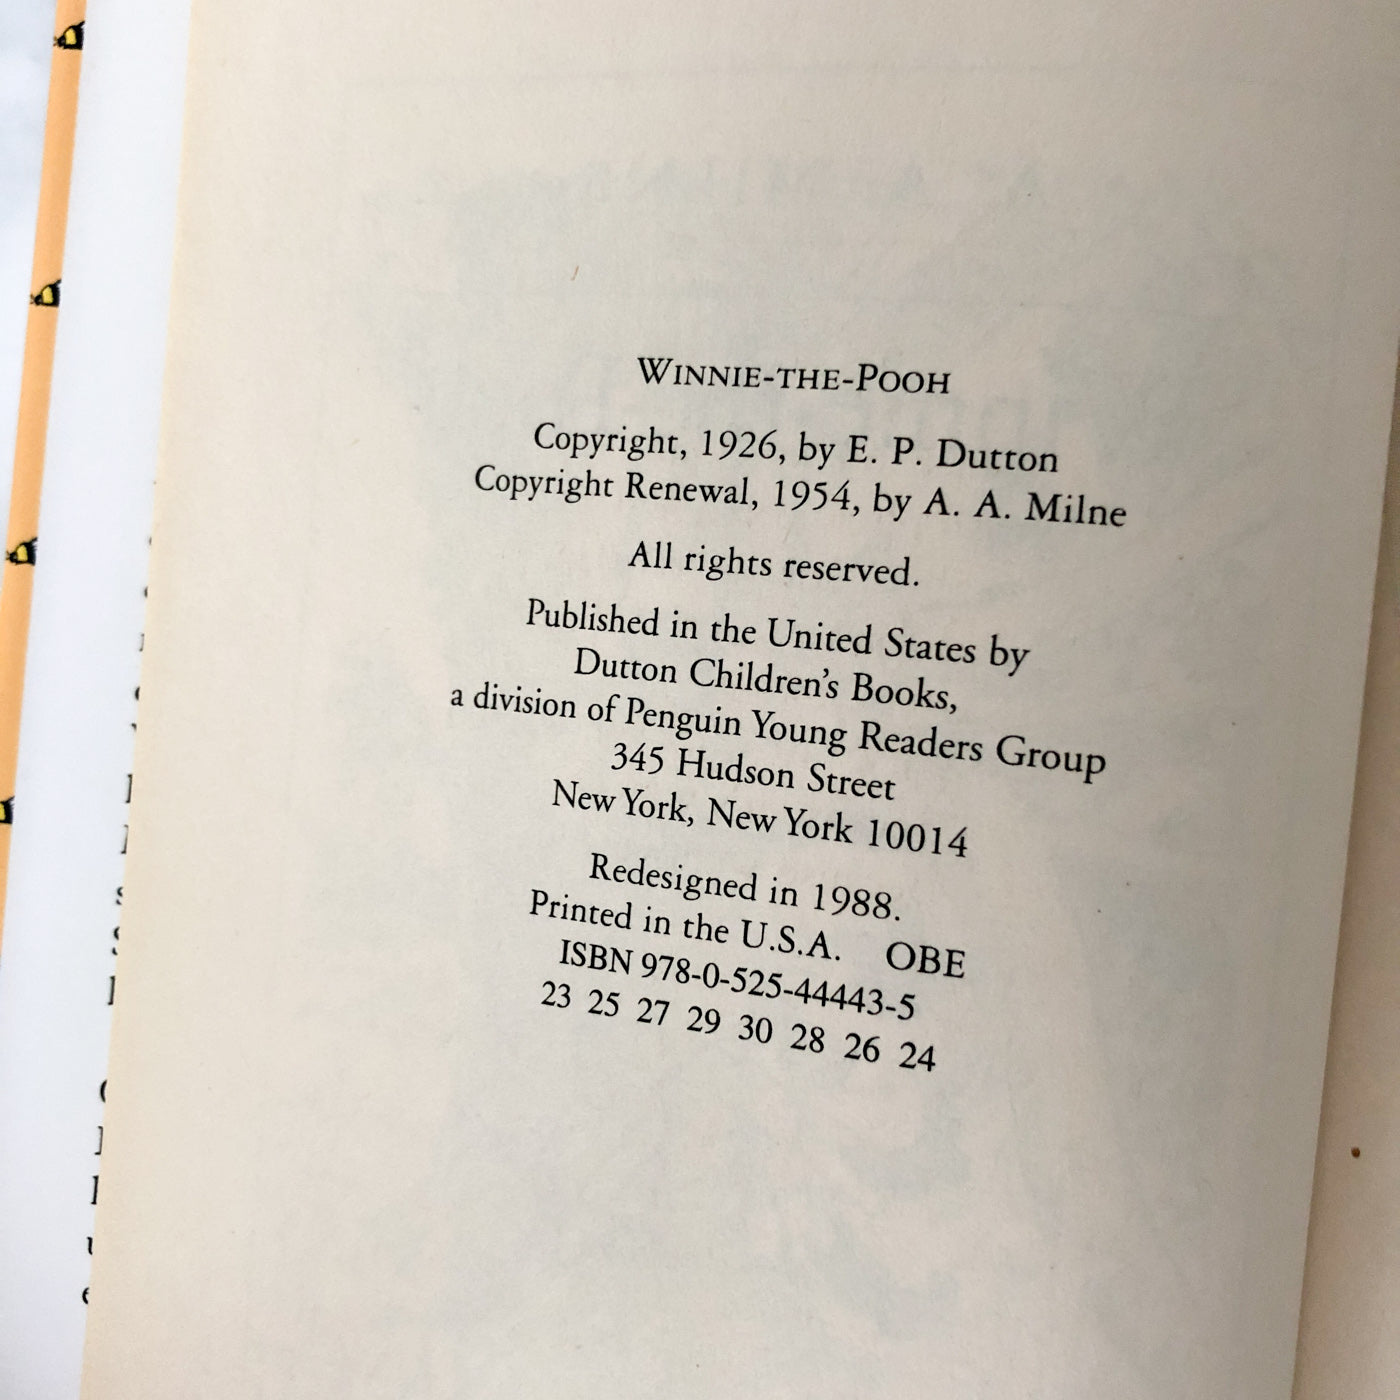 WINNIE-THE-POOH
Copyright, 1926, by E. P. Dutton
Copyright Renewal, 1954, by A. A. Milne
All rights reserved.
Published in the United States by
Dutton Children's Books,
a division of Penguin Young Readers Group
345 Hudson Street
New York, New York 10014
Redesigned in 1988.
Printed in the U.S.A. OBE
ISBN 978-0-525-44443-5
23 25 27 29 30 28 26 24